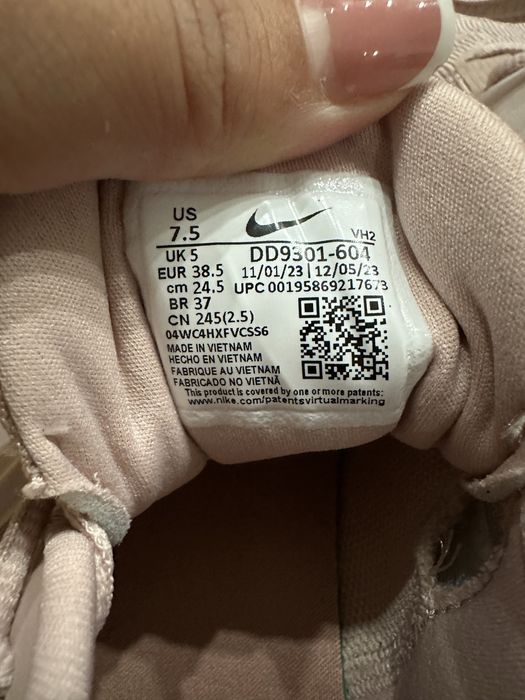 US
7.5
VH2
UK 5
DD9301-604
EUR 38.5
11/01/23 | 12/05/23
cm 24.5
UPC 00195869217673
BR 37
CN 245(2.5)
04WC4HXFVCSS6
MADE IN VIETNAM
HECHO EN VIETNAM
FABRIQUE AU VIETNAM
FABRICADO NO VIETNÃ
This product is covered by one or more patents:
www.nike.com/patentsvirtualmarking